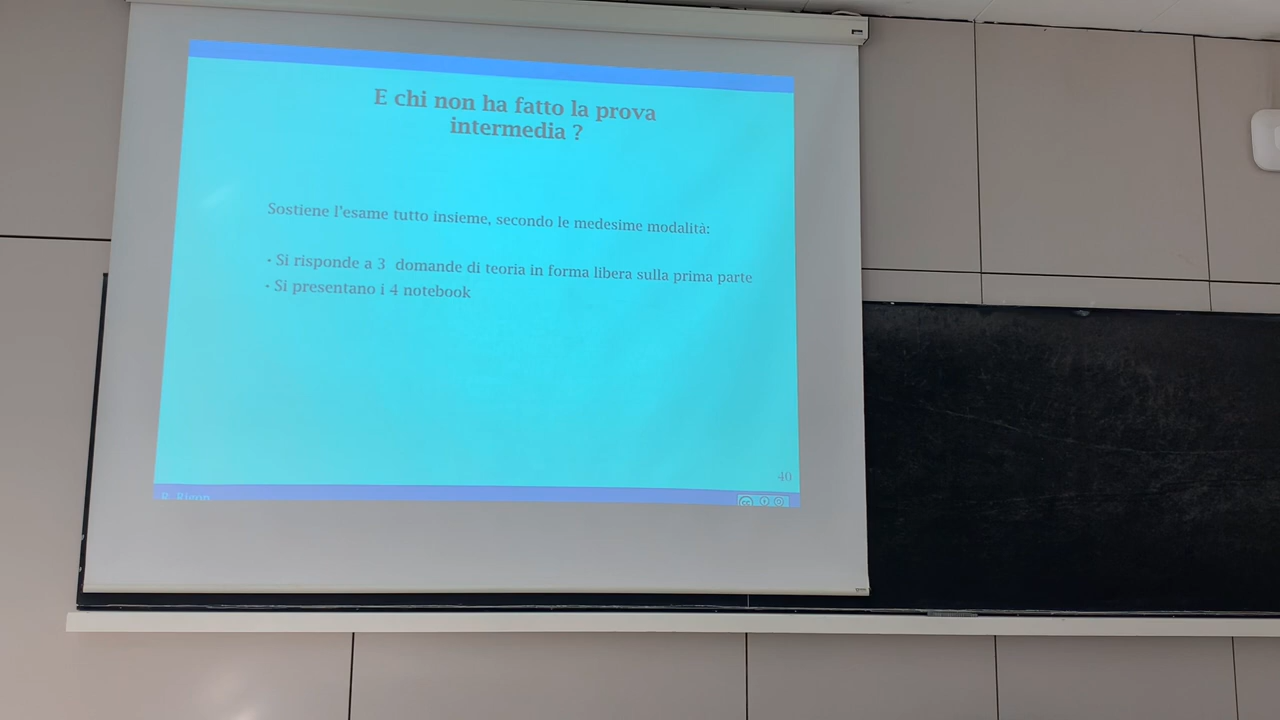 E chi non ha fatto la prova
intermedia ?
Sostiene l'esame tutto insieme, secondo le medesime modalità:
• Si risponde a 3 domande di teoria in forma libera sulla prima parte
• Si presentano i 4 notebook
40